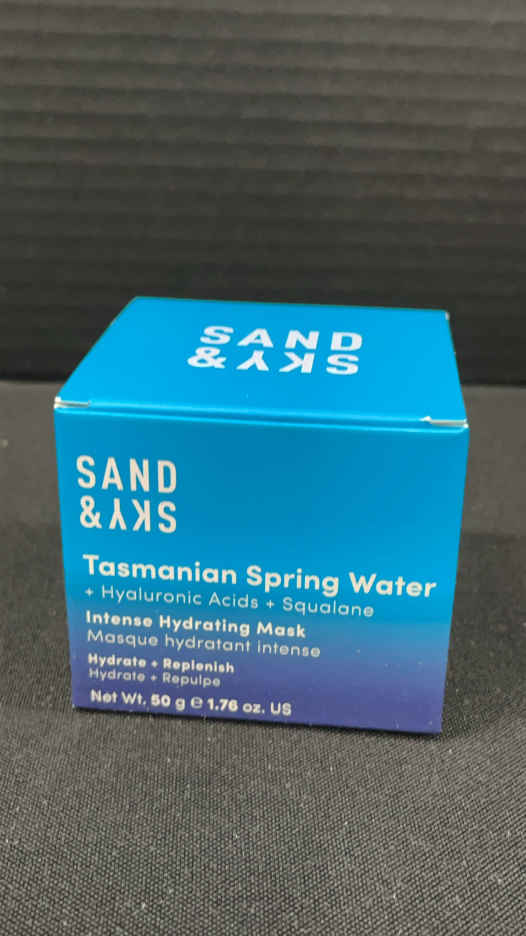 SAND
& SKY
SAND
& SKY
Tasmanian Spring Water
+ Hyaluronic Acids + Squalane
Intense Hydrating Mask
Masque hydratant intense
Hydrate + Replenish
Hydrate + Repulpe
Net Wt. 50 g ℮ 1.76 oz. US